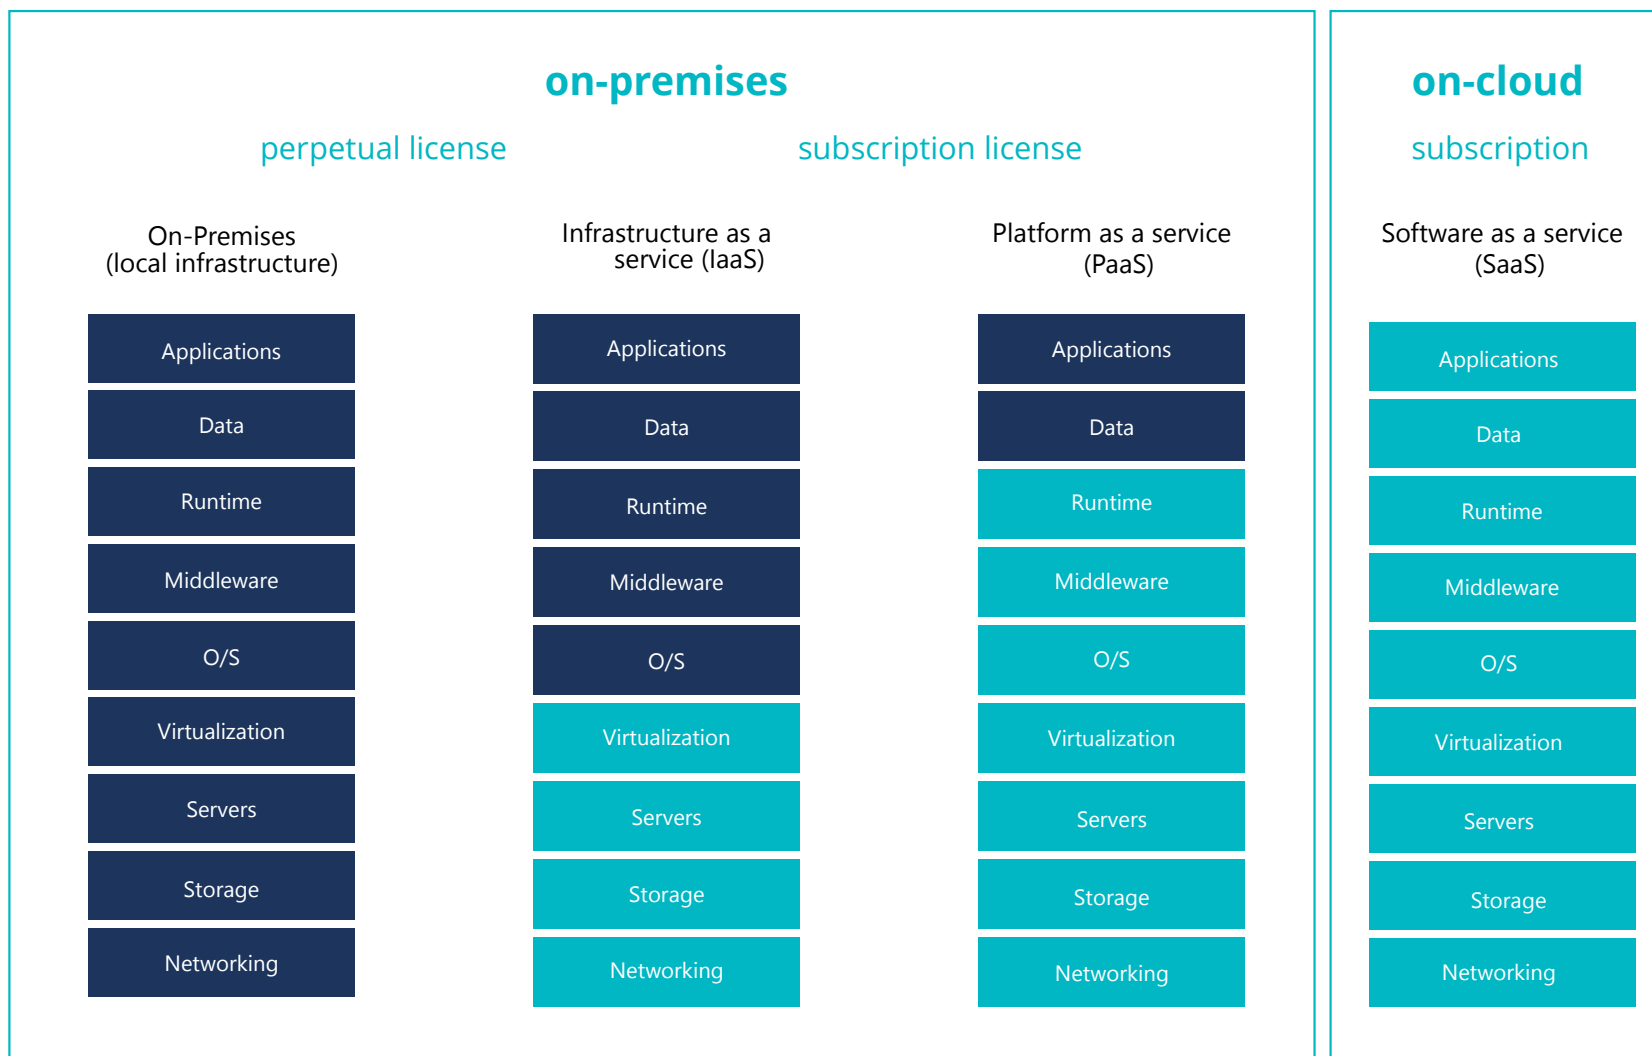 on-premises
perpetual license
subscription license
On-Premises
(local infrastructure)
Applications
Data
Runtime
Middleware
O/S
Virtualization
Servers
Storage
Networking
Infrastructure as a
service (IaaS)
Applications
Data
Runtime
Middleware
O/S
Virtualization
Servers
Storage
Networking
Platform as a service
(PaaS)
Applications
Data
Runtime
Middleware
O/S
Virtualization
Servers
Storage
Networking
on-cloud
subscription
Software as a service
(SaaS)
Applications
Data
Runtime
Middleware
O/S
Virtualization
Servers
Storage
Networking